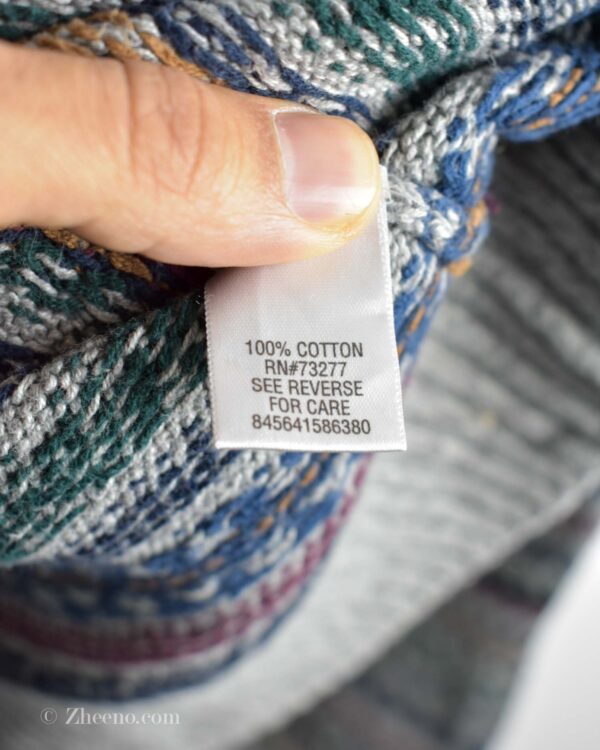 100% COTTON
RN#73277
SEE REVERSE
FOR CARE
845641586380
© Zheeno.com